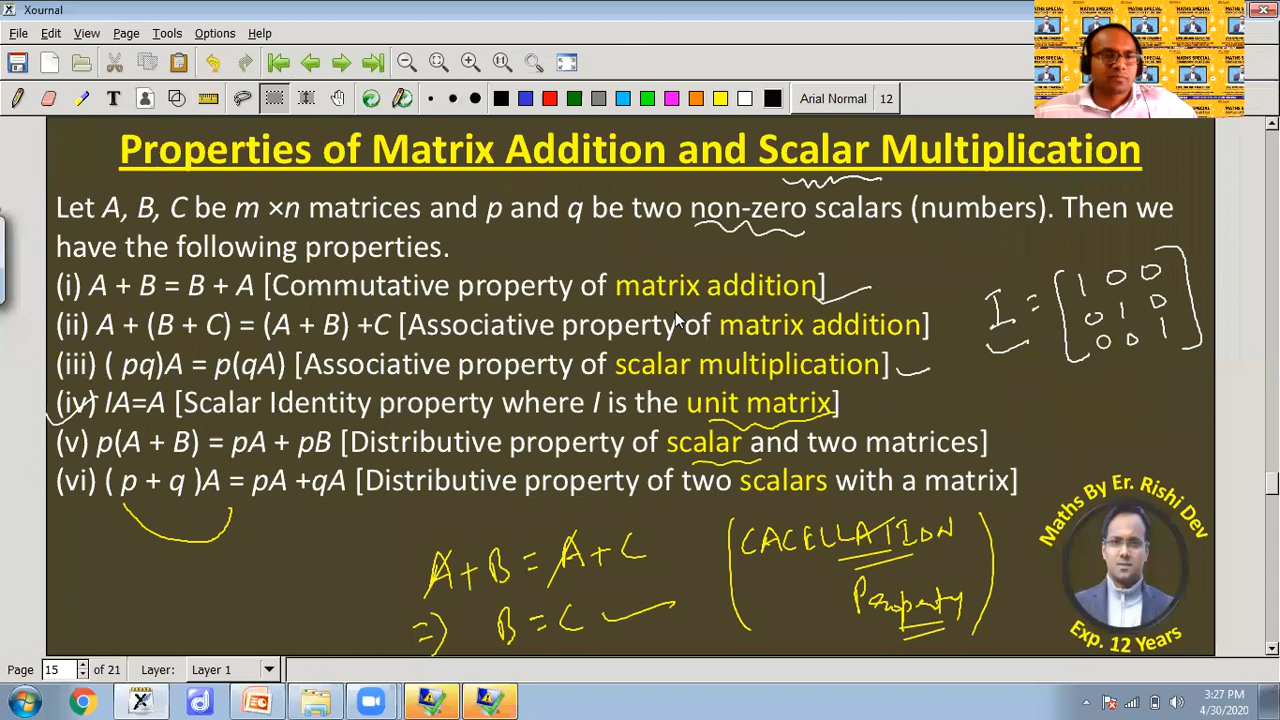 Xournal
File Edit View Page Tools Options Help
Arial Normal 12
Properties of Matrix Addition and Scalar Multiplication
Let A, B, C be m ×n matrices and p and q be two non-zero scalars (numbers). Then we
have the following properties.
(i) A + B = B + A [Commutative property of matrix addition]
(ii) A + (B + C) = (A + B) +C [Associative property of matrix addition]
(iii) ( pq)A = p(qA) [Associative property of scalar multiplication]
(iv) IA=A [Scalar Identity property where I is the unit matrix]
(v) p(A + B) = pA + pB [Distributive property of scalar and two matrices]
(vi) ( p + q )A = pA +qA [Distributive property of two scalars with a matrix]
I = [1 0 0
0 1 0
0 0 1]
A+B = A+C
=) B = C
(CACELLATION
Property)
Maths By Er. Rishi Dev
Exp. 12 Years
Page 15 of 21 Layer: Layer 1
3:27 PM
4/30/2020